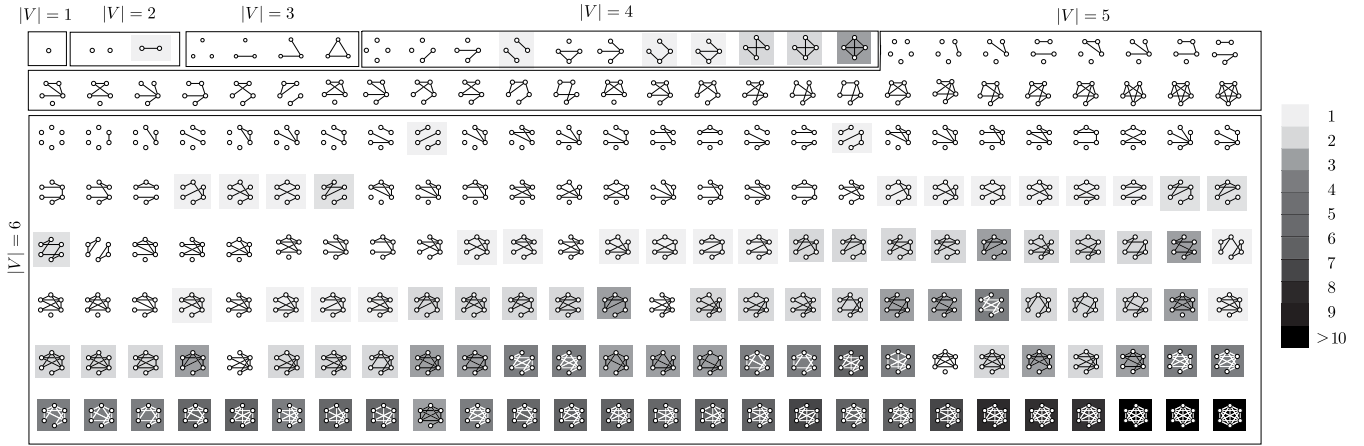 |V| = 1
|V| = 2
|V| = 3
|V| = 4
|V| = 5
|V| = 6
1
2
3
4
5
6
7
8
9
>10